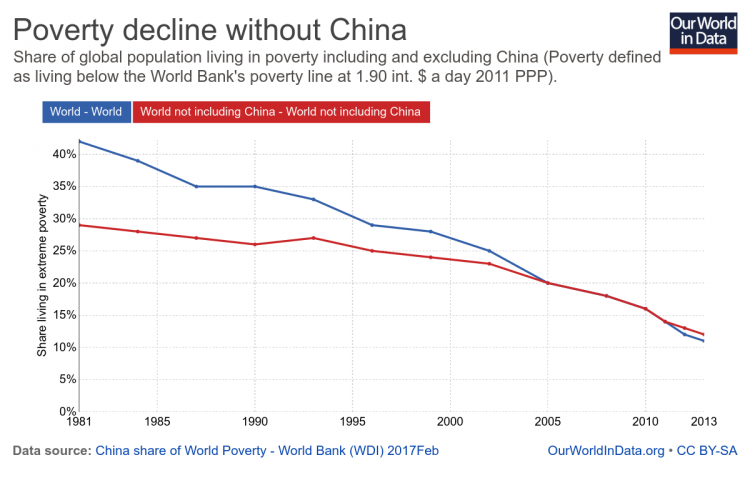 Poverty decline without China
Our World
in Data
Share of global population living in poverty including and excluding China (Poverty defined
as living below the World Bank's poverty line at 1.90 int. $ a day 2011 PPP).
World - World
World not including China - World not including China
Share living in extreme poverty
40%
35%
30%
25%
20%
15%
10%
5%
0%
1981 1985 1990 1995 2000 2005 2010 2013
Data source: China share of World Poverty - World Bank (WDI) 2017Feb
OurWorldInData.org • CC BY-SA